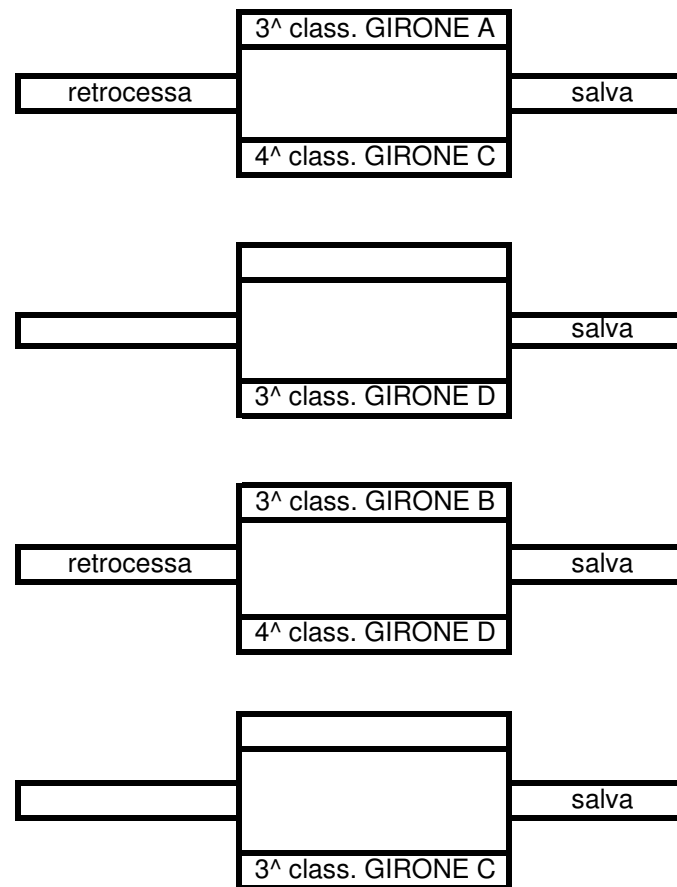 3^ class. GIRONE A
retrocessa
salva
4^ class. GIRONE C
salva
3^ class. GIRONE D
3^ class. GIRONE B
retrocessa
salva
4^ class. GIRONE D
salva
3^ class. GIRONE C